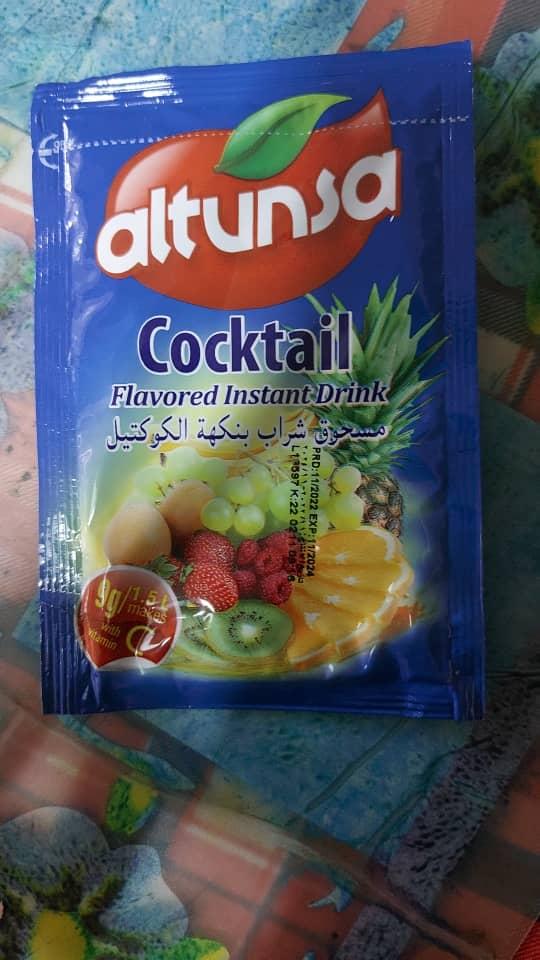 altunsa
Cocktail
Flavored Instant Drink
مسحوق شراب بنكهة الكوكتيل
PRD:11/2022 EXP:11/2024
9g/1.5L
makes
with
vitamin
C